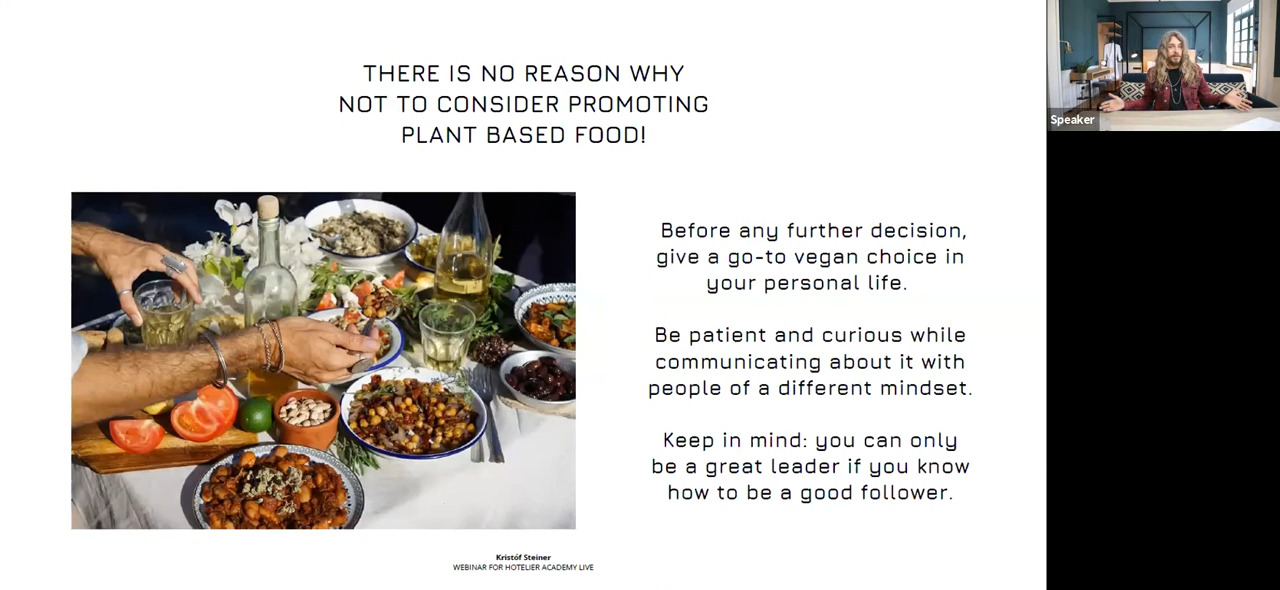 THERE IS NO REASON WHY
NOT TO CONSIDER PROMOTING
PLANT BASED FOOD!
Before any further decision,
give a go-to vegan choice in
your personal life.
Be patient and curious while
communicating about it with
people of a different mindset.
Keep in mind: you can only
be a great leader if you know
how to be a good follower.
Kristóf Steiner
WEBINAR FOR HOTELIER ACADEMY LIVE
Speaker